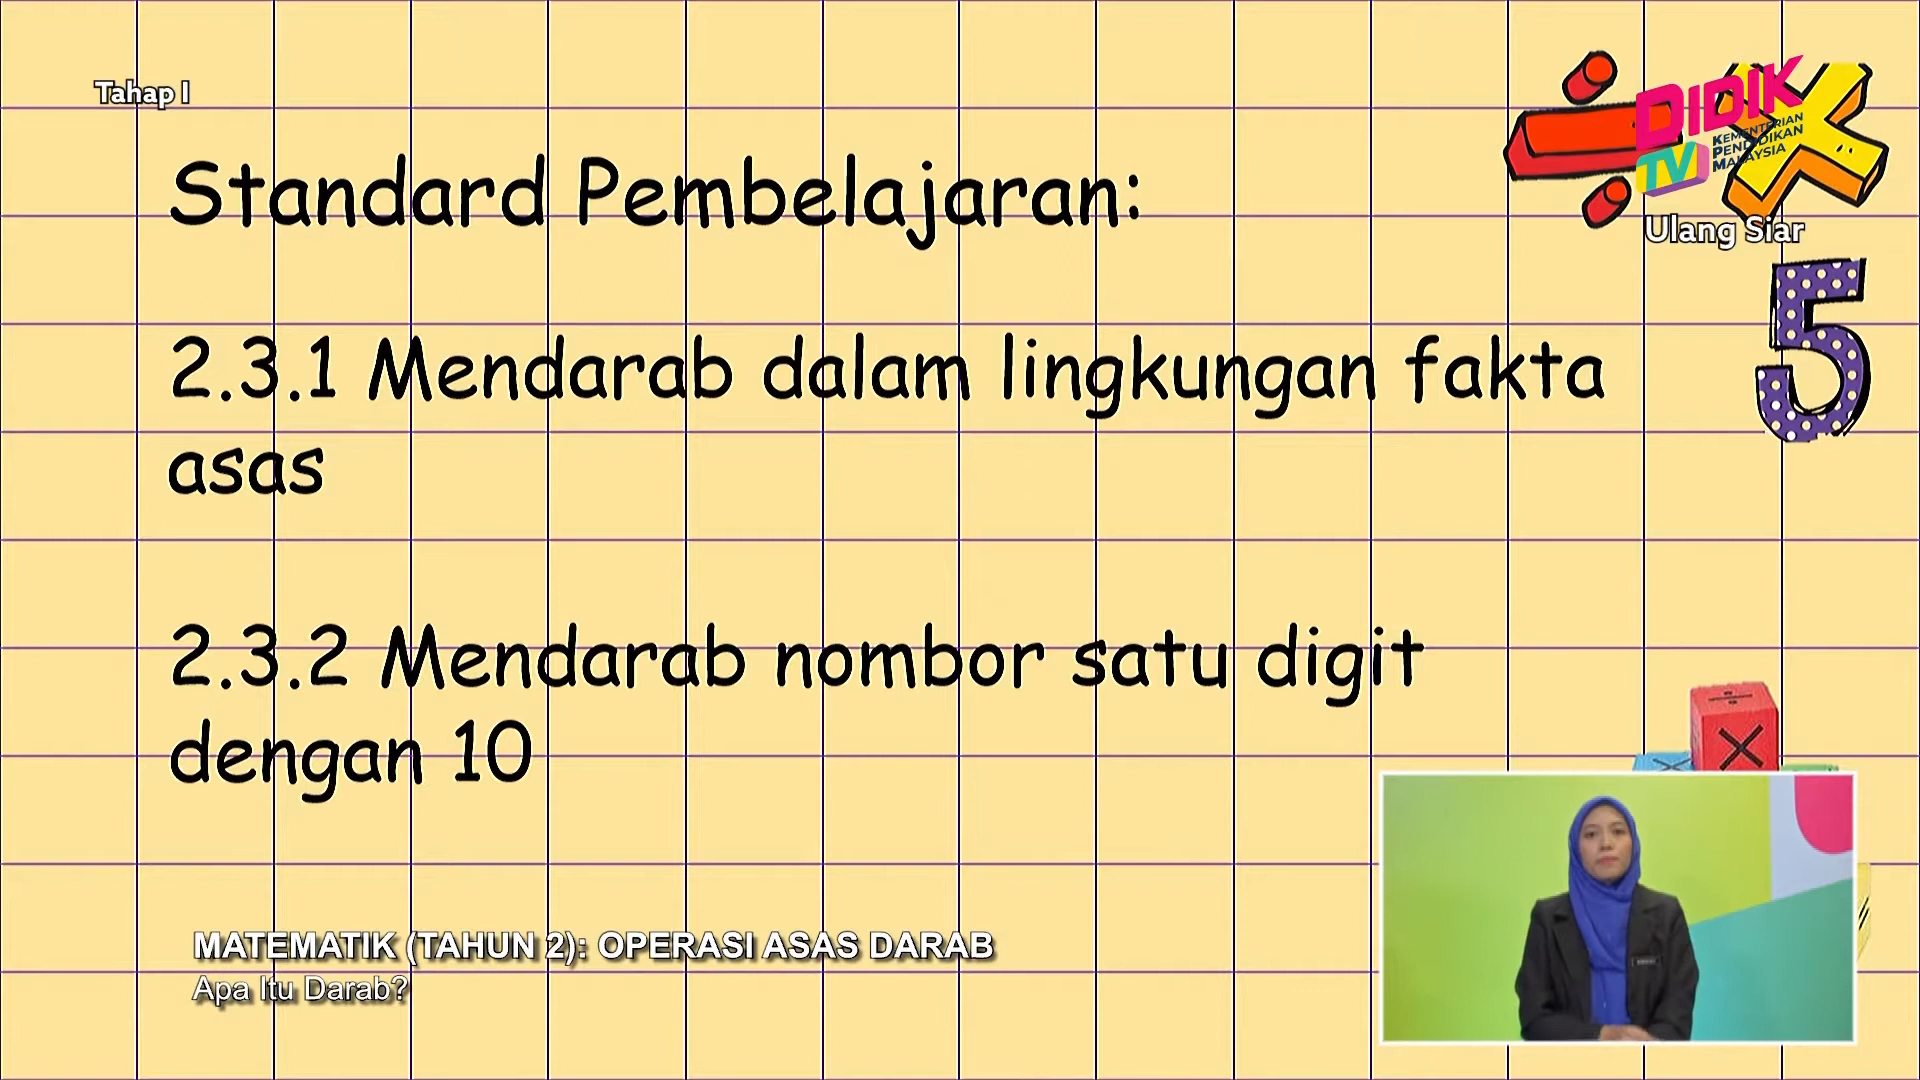 Tahap I
DIDIK
TV
KEMENTERIAN
PENDIDIKAN
MALAYSIA
Ulang Siar
Standard Pembelajaran:
5
2.3.1 Mendarab dalam lingkungan fakta
asas
2.3.2 Mendarab nombor satu digit
dengan 10
MATEMATIK (TAHUN 2): OPERASI ASAS DARAB
Apa Itu Darab?